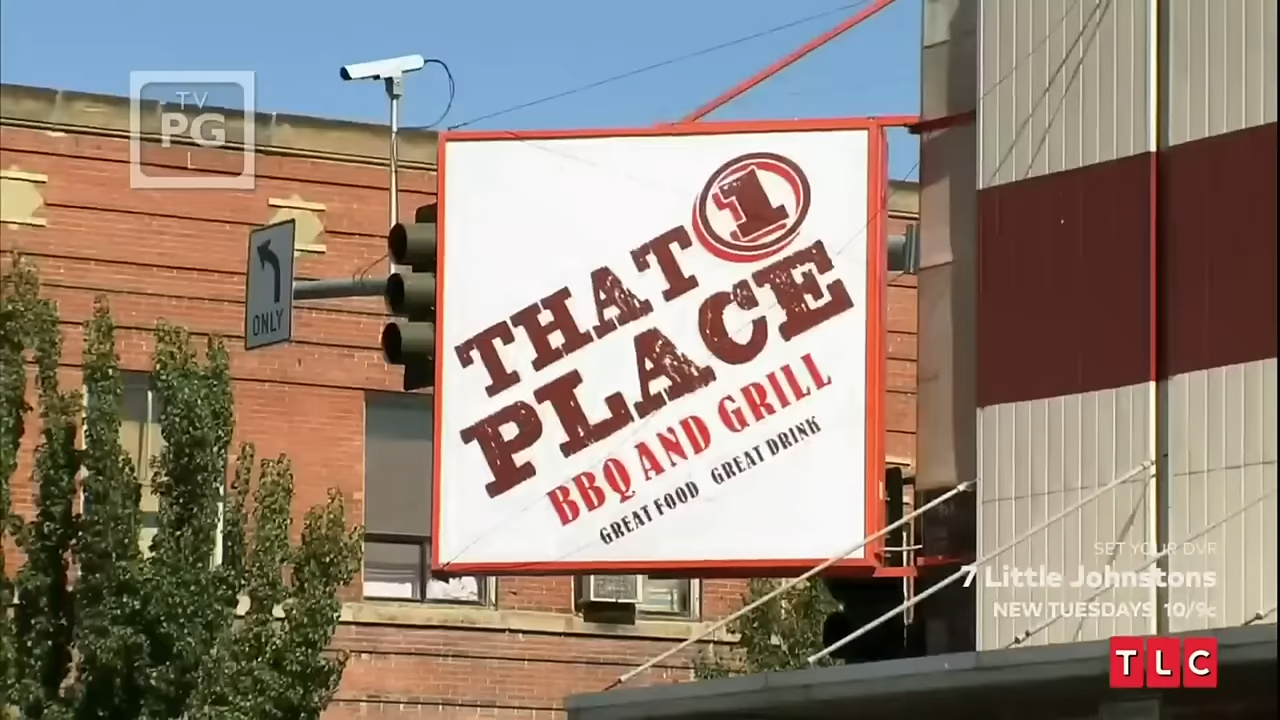 TV
PG
L
ONLY
THAT 1
PLACE
BBQ AND GRILL
GREAT FOOD GREAT DRINK
SET YOUR DVR
7 Little Johnstons
NEW TUESDAYS 10/9c
TLC